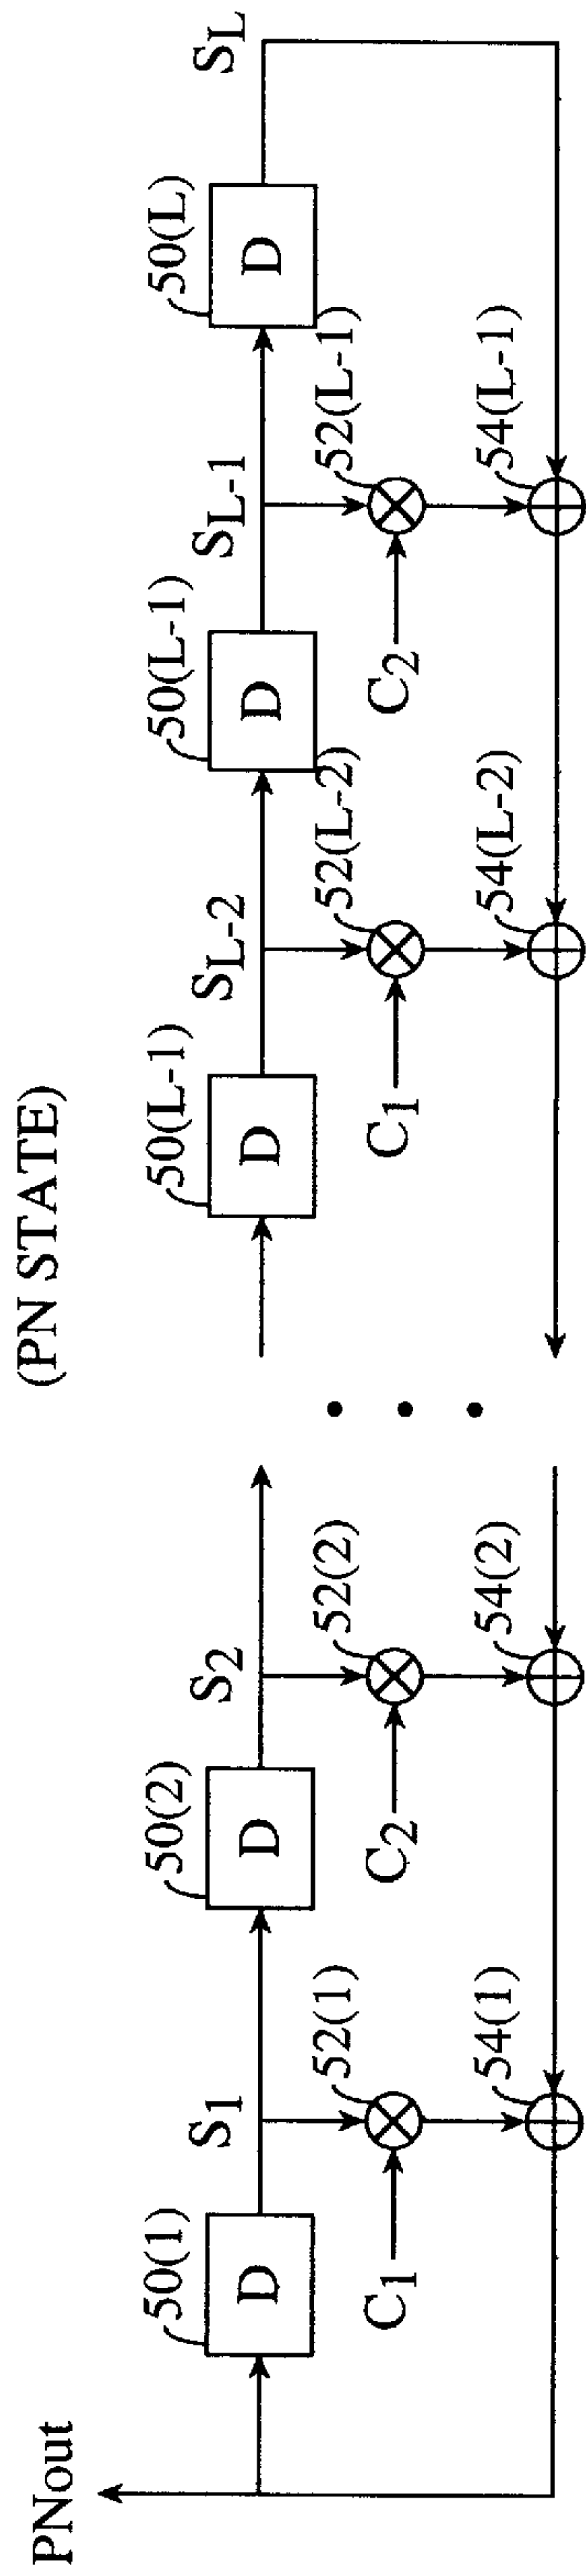 (PN STATE)
PNout
50(1)
D
S1
52(1)
C1
54(1)
50(2)
D
S2
52(2)
C2
54(2)
50(L-1)
D
SL-2
52(L-2)
C1
54(L-2)
50(L-1)
D
SL-1
52(L-1)
C2
54(L-1)
50(L)
D
SL